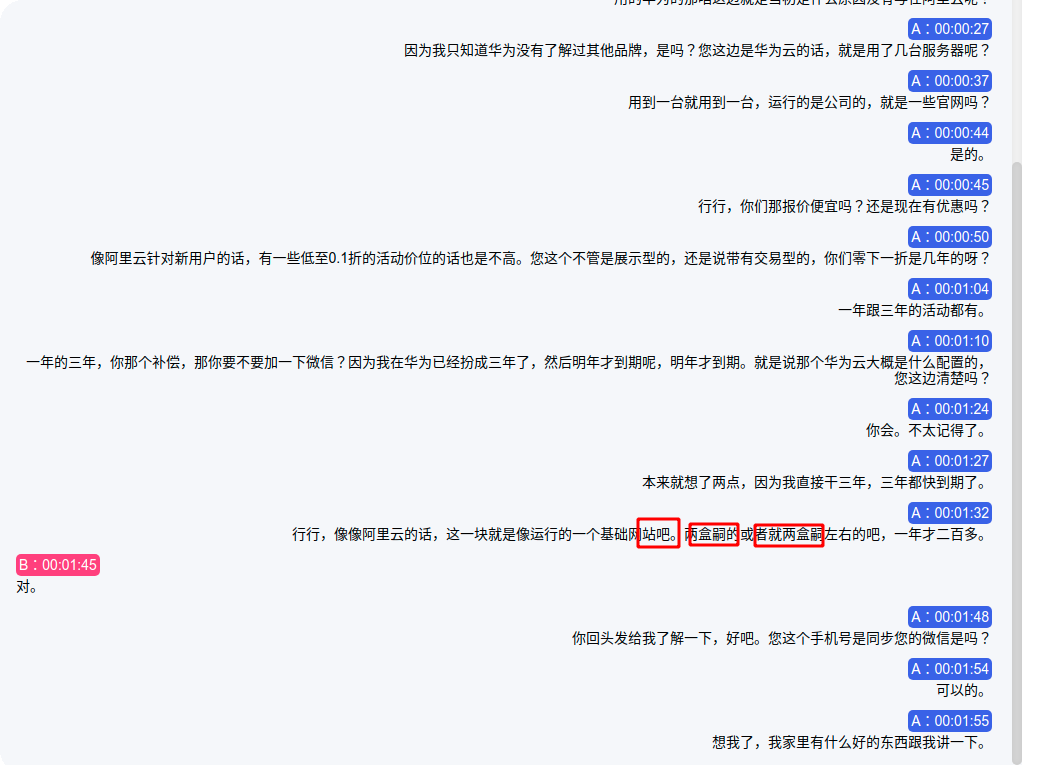 A：00:00:27
因为我只知道华为没有了解过其他品牌，是吗？您这边是华为云的话，就是用了几台服务器呢？
A：00:00:37
用到一台就用到一台，运行的是公司的，就是一些官网吗？
A：00:00:44
是的。
A：00:00:45
行行，你们那报价便宜吗？还是现在有优惠吗？
A：00:00:50
像阿里云针对新用户的话，有一些低至0.1折的活动价位的话也是不高。您这个不管是展示型的，还是说带有交易型的，你们零下一折是几年的呀？
A：00:01:04
一年跟三年的活动都有。
A：00:01:10
一年的三年，你那个补偿，那你要不要加一下微信？因为我在华为已经扮成三年了，然后明年才到期呢，明年才到期。就是说那个华为云大概是什么配置的，
您这边清楚吗？
A：00:01:24
你会。不太记得了。
A：00:01:27
本来就想了两点，因为我直接干三年，三年都快到期了。
A：00:01:32
行行，像像阿里云的话，这一块就是像运行的一个基础网站吧。两盒嗣的或者就两盒嗣左右的吧，一年才二百多。
B：00:01:45
对。
A：00:01:48
你回头发给我了解一下，好吧。您这个手机号是同步您的微信是吗？
A：00:01:54
可以的。
A：00:01:55
想我了，我家里有什么好的东西跟我讲一下。